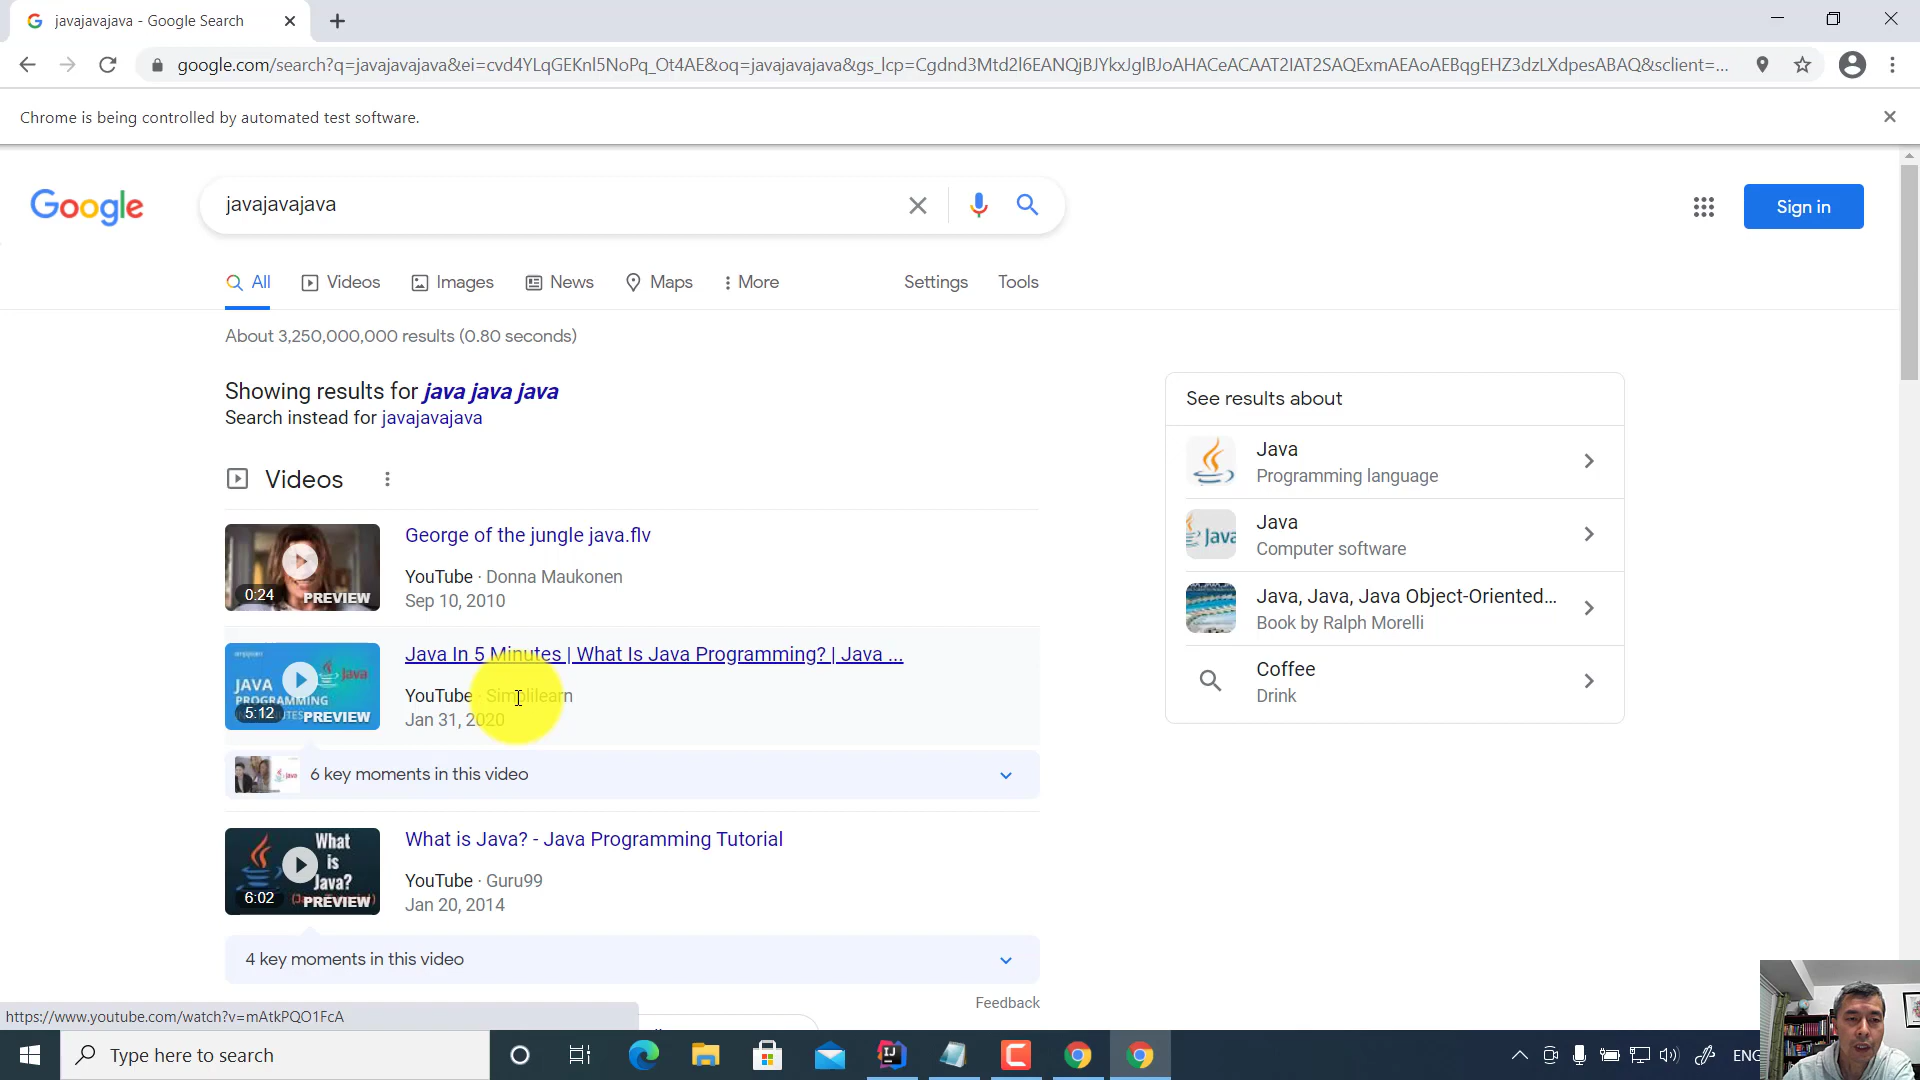 javajavajava - Google Search
google.com/search?q=javajavajava&ei=cvd4YLqGEKnl5NoPq_Ot4AE&oq=javajavajava&gs_lcp=Cgdnd3Mtd2l6EANQjBJYkxJglBJoAHACeACAAT2IAT2SAQExmAEAoAEBqgEHZ3dzLXdpesABAQ&sclient=...
Chrome is being controlled by automated test software.
Google
javajavajava
Sign in
All
Videos
Images
News
Maps
More
Settings
Tools
About 3,250,000,000 results (0.80 seconds)
Showing results for java java java
Search instead for javajavajava
Videos
George of the jungle java.flv
YouTube · Donna Maukonen
Sep 10, 2010
0:24
PREVIEW
Java In 5 Minutes | What Is Java Programming? | Java ...
YouTube · Simplilearn
Jan 31, 2020
JAVA
PROGRAMMING
Java
5:12
PREVIEW
6 key moments in this video
What is Java? - Java Programming Tutorial
YouTube · Guru99
Jan 20, 2014
What
is
Java?
6:02
PREVIEW
4 key moments in this video
Feedback
See results about
Java
Programming language
Java
Computer software
Java, Java, Java Object-Oriented...
Book by Ralph Morelli
Coffee
Drink
https://www.youtube.com/watch?v=mAtkPQO1FcA
Type here to search
ENG